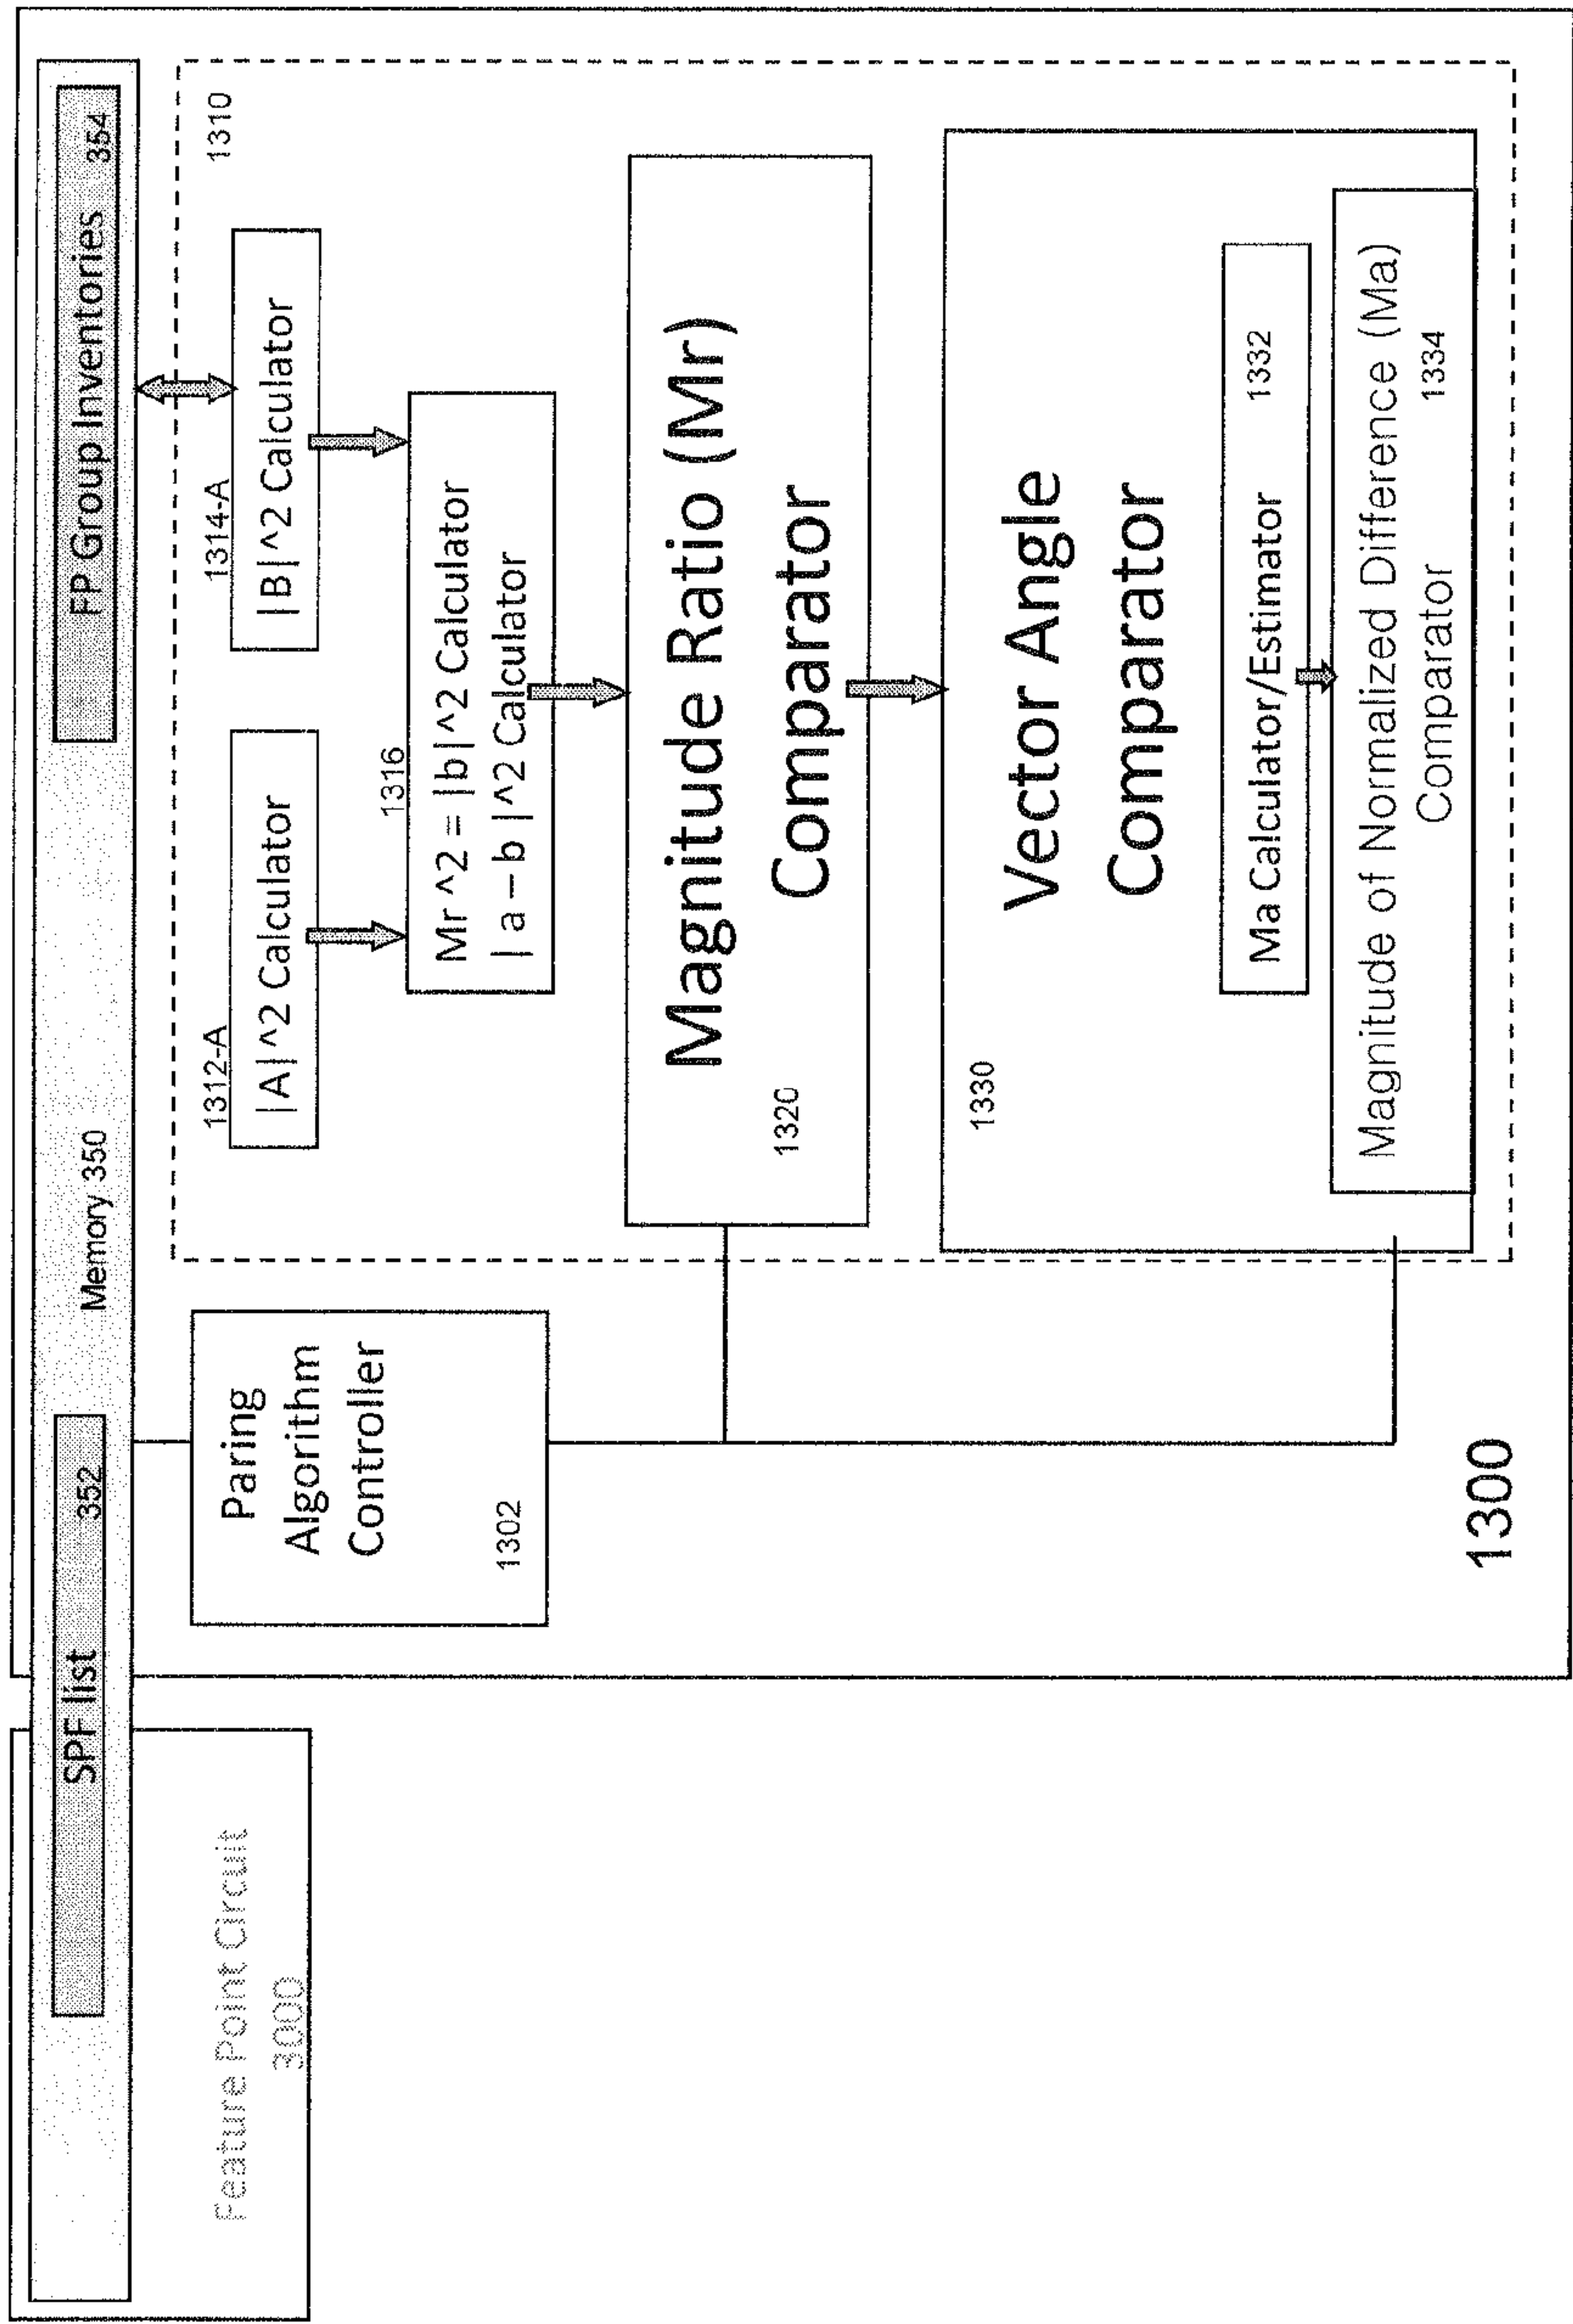 SPF list 352
Memory 350
FP Group Inventories 354
Feature Point Circuit
3000
Paring
Algorithm
Controller
1302
1310
1312-A
|A|^2 Calculator
1314-A
|B|^2 Calculator
1316
Mr ^2 = |b|^2 Calculator
| a – b |^2 Calculator
Magnitude Ratio (Mr)
Comparator
1320
1330
Vector Angle
Comparator
Ma Calculator/Estimator 1332
Magnitude of Normalized Difference (Ma)
Comparator 1334
1300